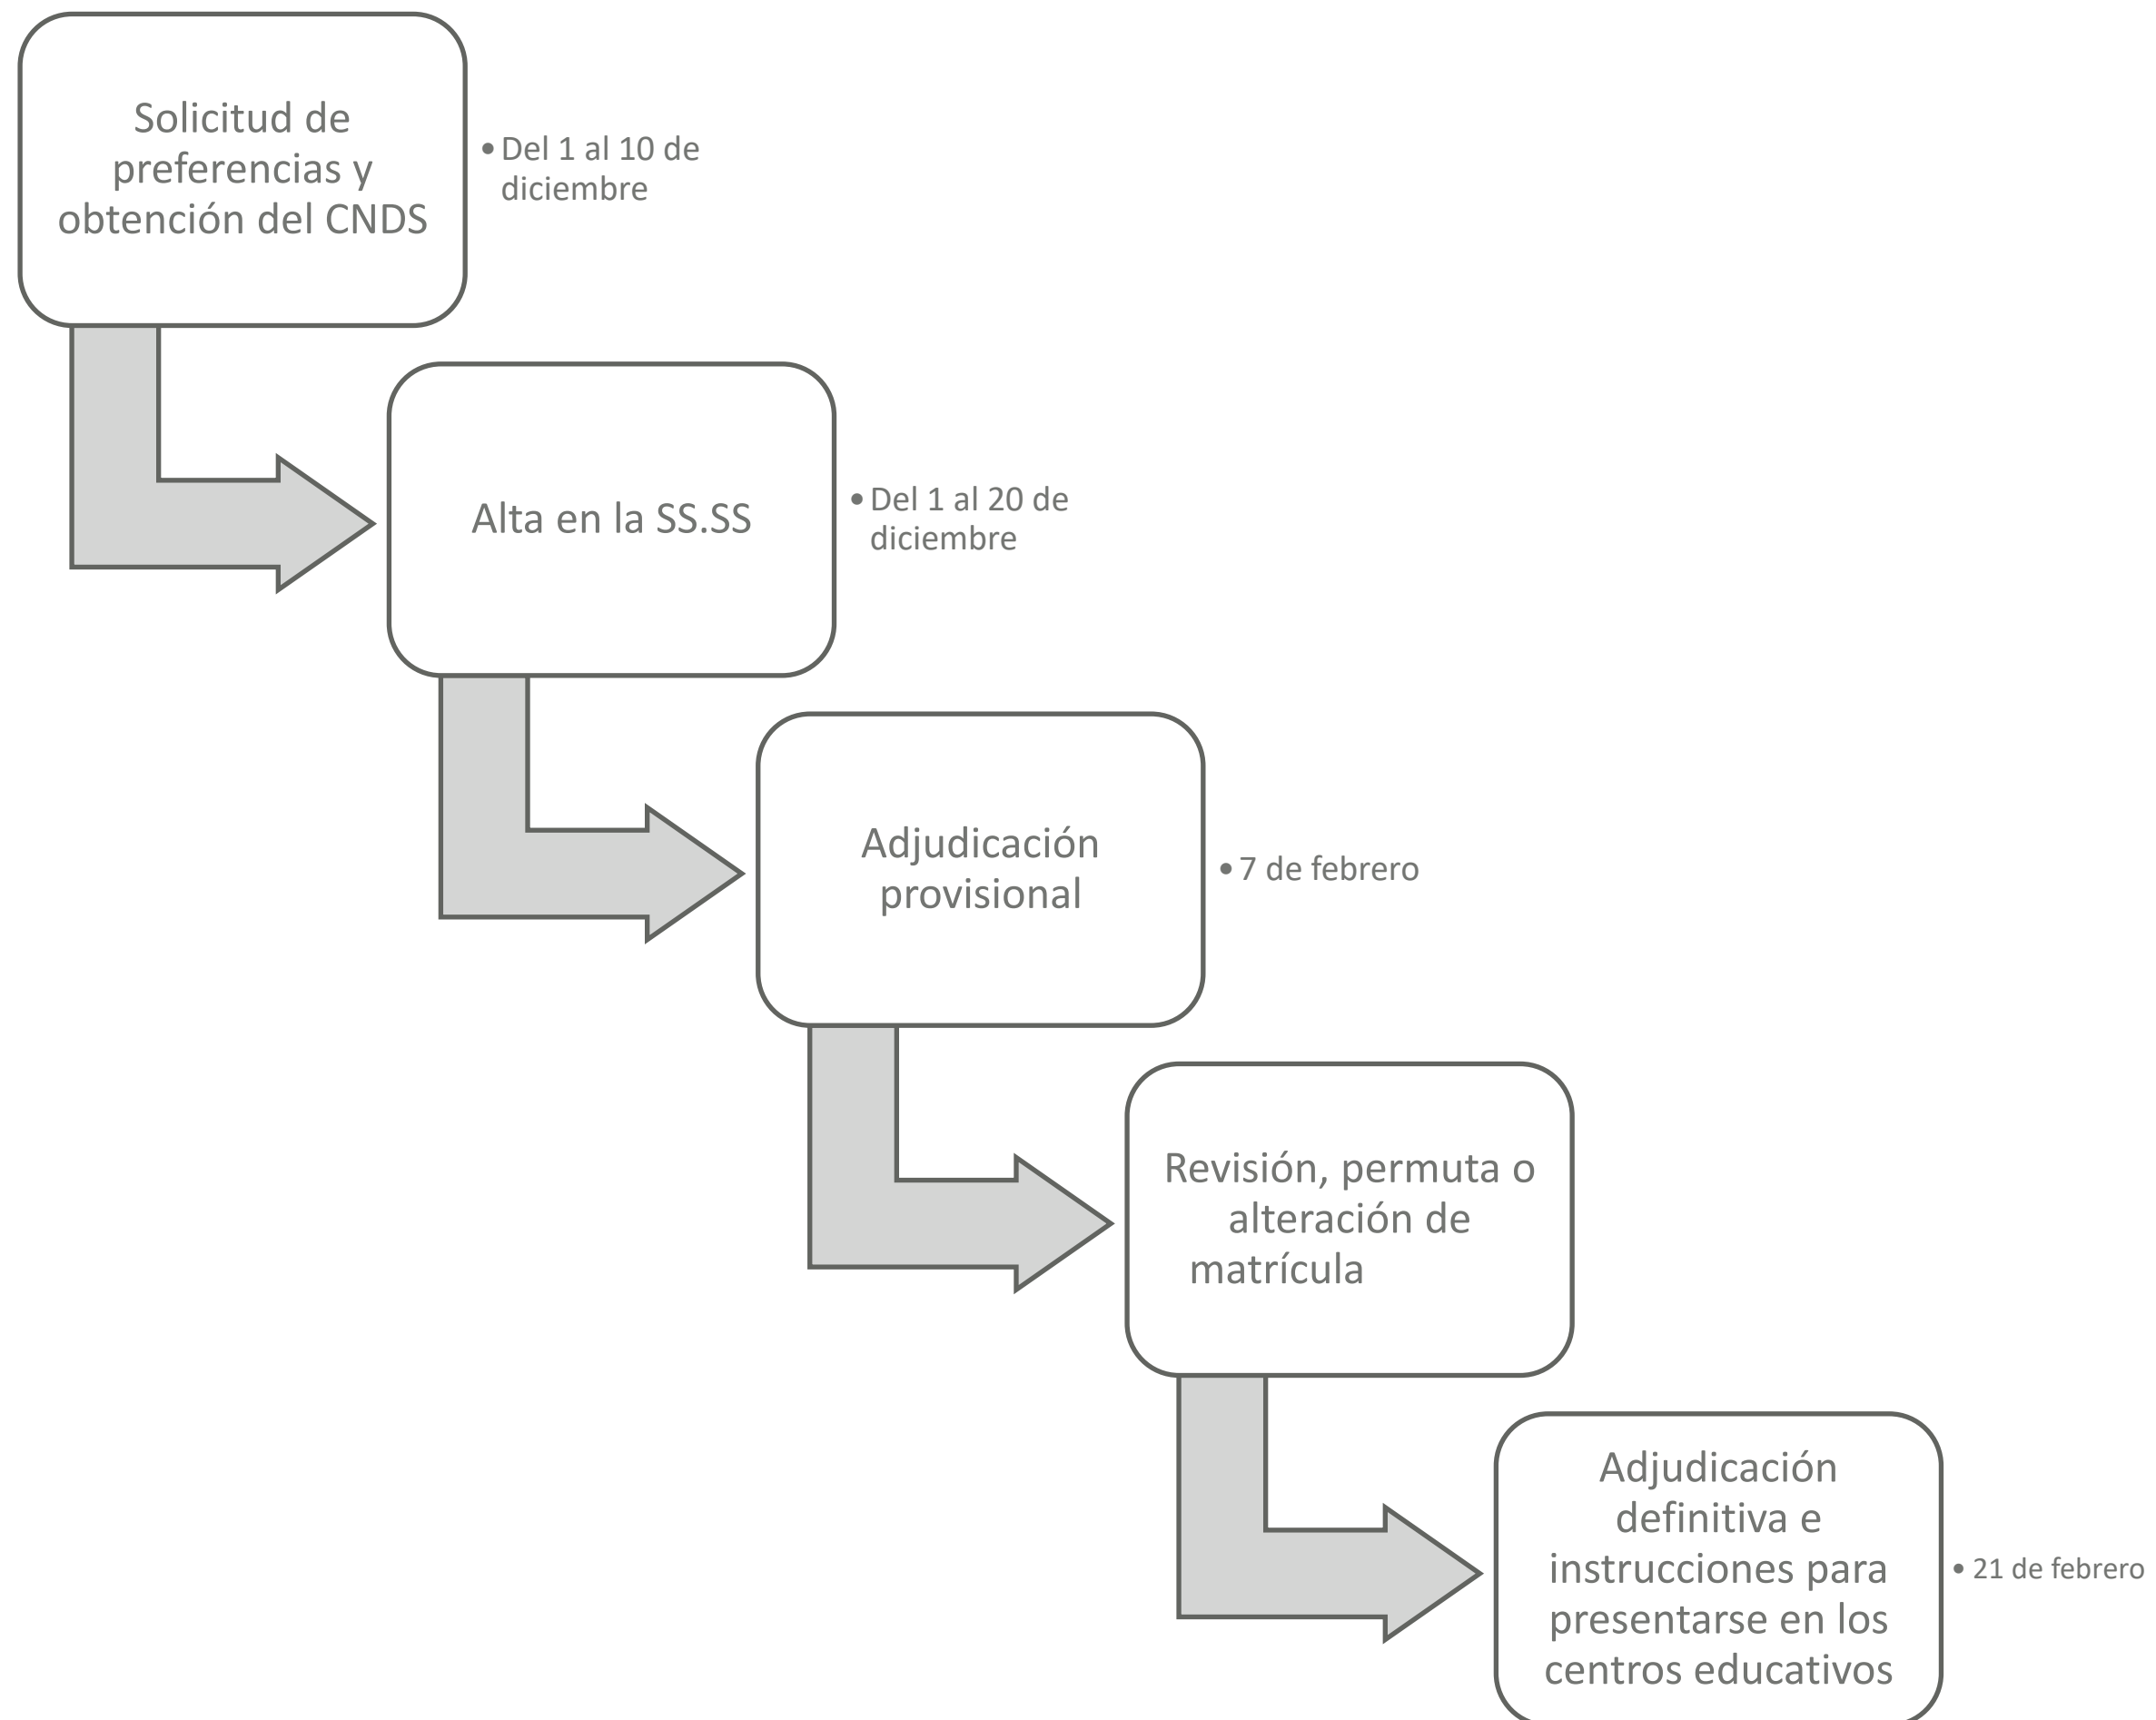 Solicitud de
preferencias y
obtención del CNDS
• Del 1 al 10 de
diciembre
Alta en la SS.SS
• Del 1 al 20 de
diciembre
Adjudicación
provisional
• 7 de febrero
Revisión, permuta o
alteración de
matrícula
Adjudicación
definitiva e
instrucciones para
presentarse en los
centros educativos
• 21 de febrero